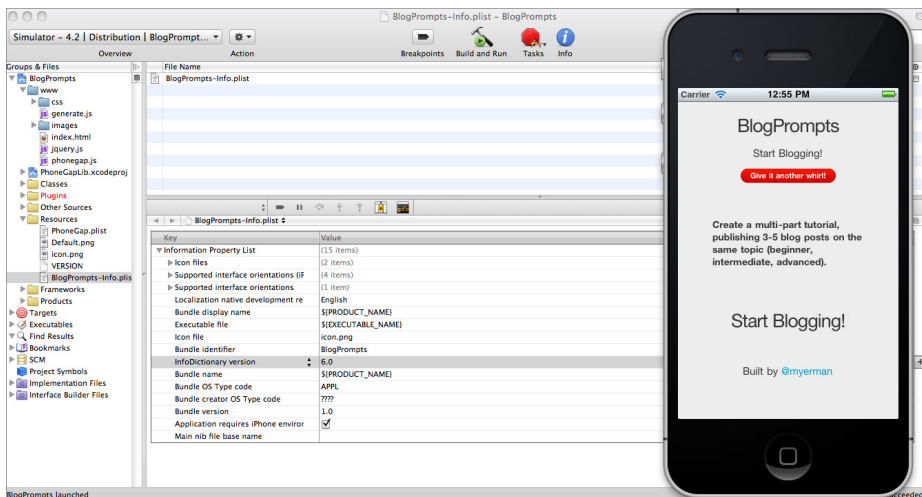 BlogPrompts-Info.plist – BlogPrompts
Simulator – 4.2 | Distribution | BlogPrompt...
Overview
Action
Breakpoints
Build and Run
Tasks
Info
Groups & Files
File Name
BlogPrompts
www
css
generate.js
images
index.html
jquery.js
phonegap.js
PhoneGapLib.xcodeproj
Classes
Plugins
Other Sources
Resources
PhoneGap.plist
Default.png
icon.png
VERSION
BlogPrompts-Info.plis
Frameworks
Products
Targets
Executables
Find Results
Bookmarks
SCM
Project Symbols
Implementation Files
Interface Builder Files
BlogPrompts launched
BlogPrompts-Info.plist
BlogPrompts-Info.plist
Key Value
Information Property List (15 items)
Icon files (2 items)
Supported interface orientations (iF (4 items)
Supported interface orientations (1 item)
Localization native development re English
Bundle display name ${PRODUCT_NAME}
Executable file ${EXECUTABLE_NAME}
Icon file icon.png
Bundle identifier BlogPrompts
InfoDictionary version 6.0
Bundle name ${PRODUCT_NAME}
Bundle OS Type code APPL
Bundle creator OS Type code ????
Bundle version 1.0
Application requires iPhone environ
Main nib file base name
Carrier 12:55 PM
BlogPrompts
Start Blogging!
Give it another whirl!
Create a multi-part tutorial,
publishing 3-5 blog posts on the
same topic (beginner,
intermediate, advanced).
Start Blogging!
Built by @myerman